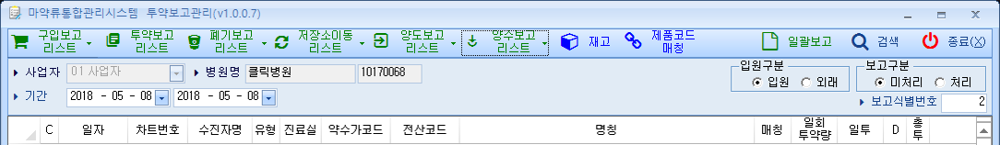 마약류통합관리시스템 투약보고관리(v1.0.0.7)
구입보고 리스트 투약보고 리스트 폐기보고 리스트 저장소이동 리스트 양도보고 리스트 양수보고 리스트 재고 제품코드 매칭 일괄보고 검색 종료(X)
사업자 01 사업자 병원명 클릭병원 10170068 입원구분 보고구분
입원 외래 미처리 처리
기간 2018 - 05 - 08 2018 - 05 - 08 보고식별번호 2
C 일자 차트번호 수진자명 유형 진료실 약수가코드 전산코드 명칭 매칭 일회 투약량 일투 D 총 투